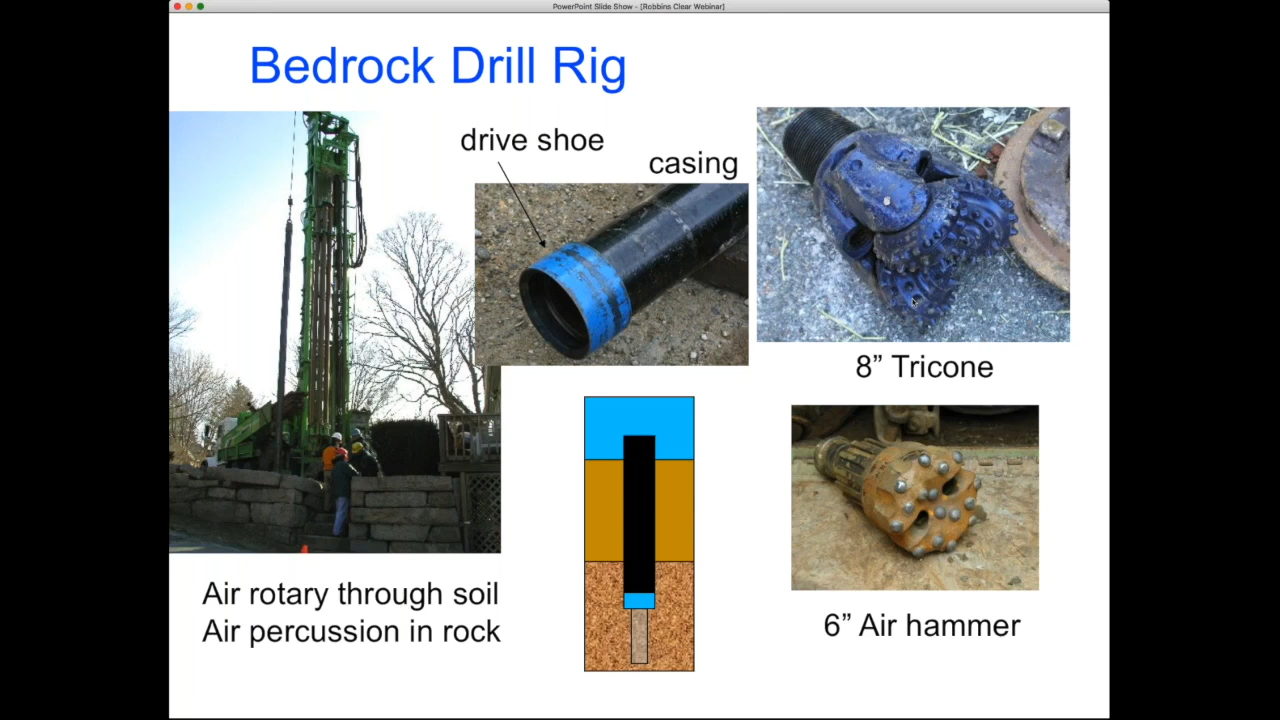 PowerPoint Slide Show - [Robbins Clear Webinar]
Bedrock Drill Rig
drive shoe
casing
8” Tricone
Air rotary through soil
Air percussion in rock
6” Air hammer